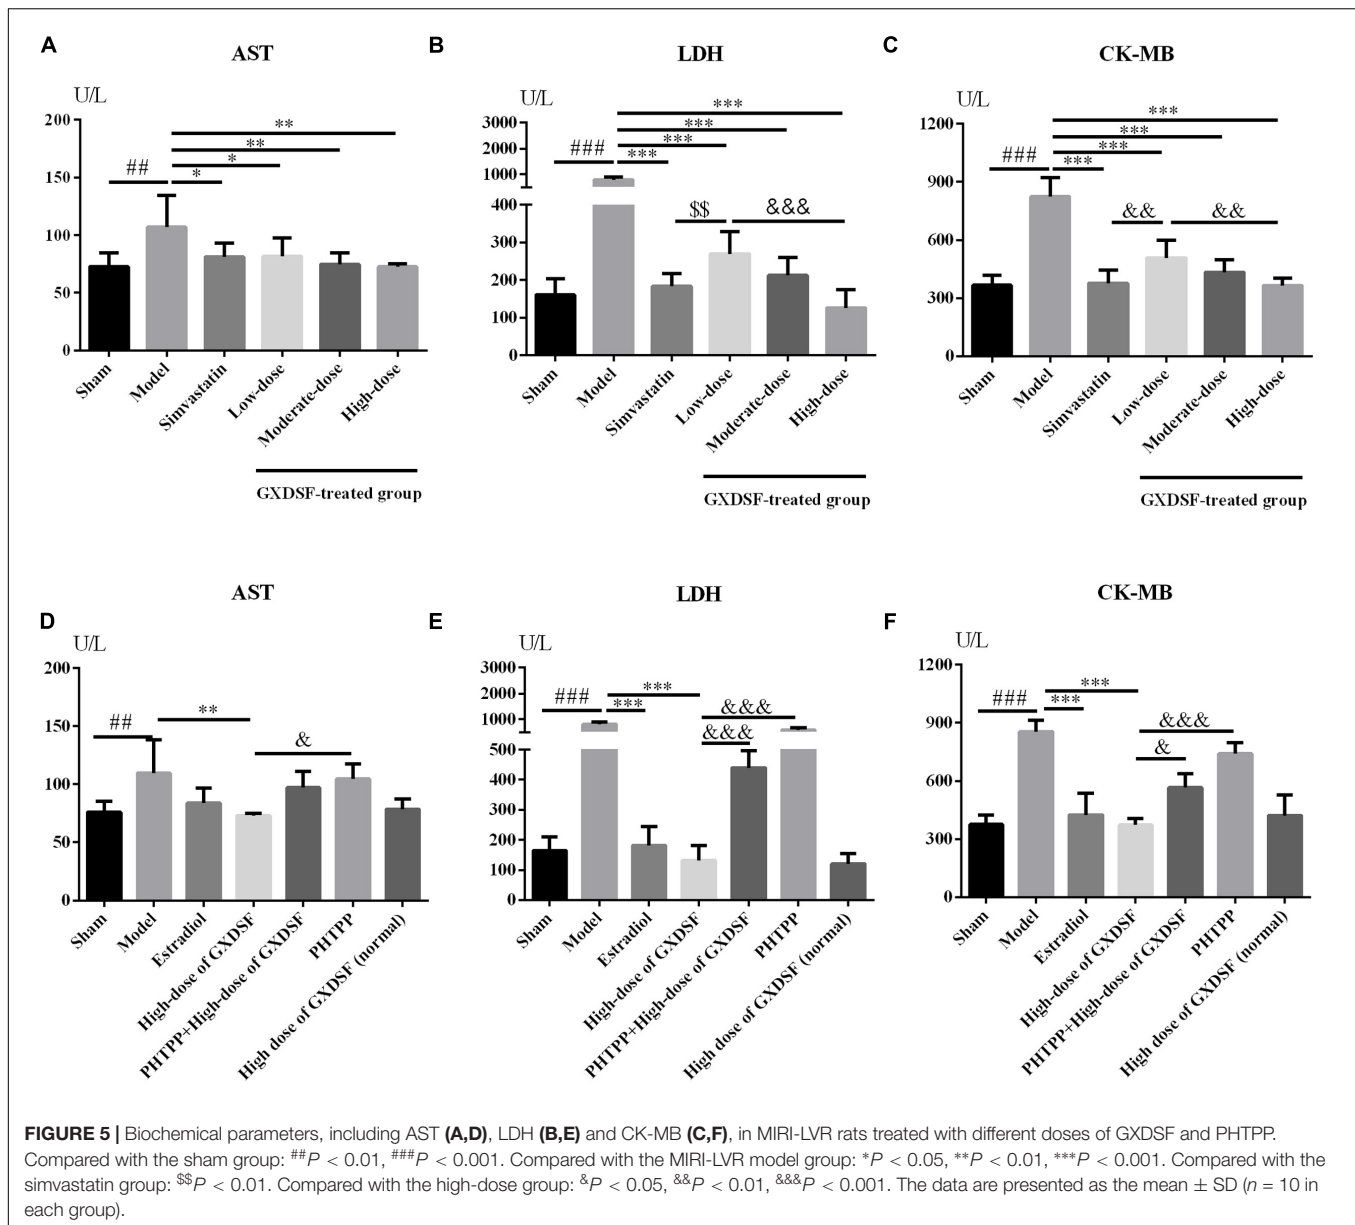 A
AST
U/L
200
150
100
50
0
##
*
*
**
**
Sham
Model
Simvastatin
Low-dose
Moderate-dose
High-dose
GXDSF-treated group
B
LDH
U/L
3000
2000
1000
400
300
200
100
0
###
***
***
***
***
$$
&&&
Sham
Model
Simvastatin
Low-dose
Moderate-dose
High-dose
GXDSF-treated group
C
CK-MB
U/L
1200
900
600
300
0
###
***
***
***
***
&&
&&
Sham
Model
Simvastatin
Low-dose
Moderate-dose
High-dose
GXDSF-treated group
D
AST
U/L
200
150
100
50
0
##
**
&
Sham
Model
Estradiol
High-dose of GXDSF
PHTPP+High-dose of GXDSF
PHTPP
High dose of GXDSF (normal)
E
LDH
U/L
3000
2000
1000
500
400
300
200
100
0
###
***
***
&&&
&&&
Sham
Model
Estradiol
High-dose of GXDSF
PHTPP+High-dose of GXDSF
PHTPP
High dose of GXDSF (normal)
F
CK-MB
U/L
1200
900
600
300
0
###
***
***
&&&
&
Sham
Model
Estradiol
High-dose of GXDSF
PHTPP+High-dose of GXDSF
PHTPP
High dose of GXDSF (normal)
FIGURE 5 | Biochemical parameters, including AST (A,D), LDH (B,E) and CK-MB (C,F), in MIRI-LVR rats treated with different doses of GXDSF and PHTPP.
Compared with the sham group: ##P < 0.01, ###P < 0.001. Compared with the MIRI-LVR model group: *P < 0.05, **P < 0.01, ***P < 0.001. Compared with the
simvastatin group: $$P < 0.01. Compared with the high-dose group: &P < 0.05, &&P < 0.01, &&&P < 0.001. The data are presented as the mean ± SD (n = 10 in
each group).